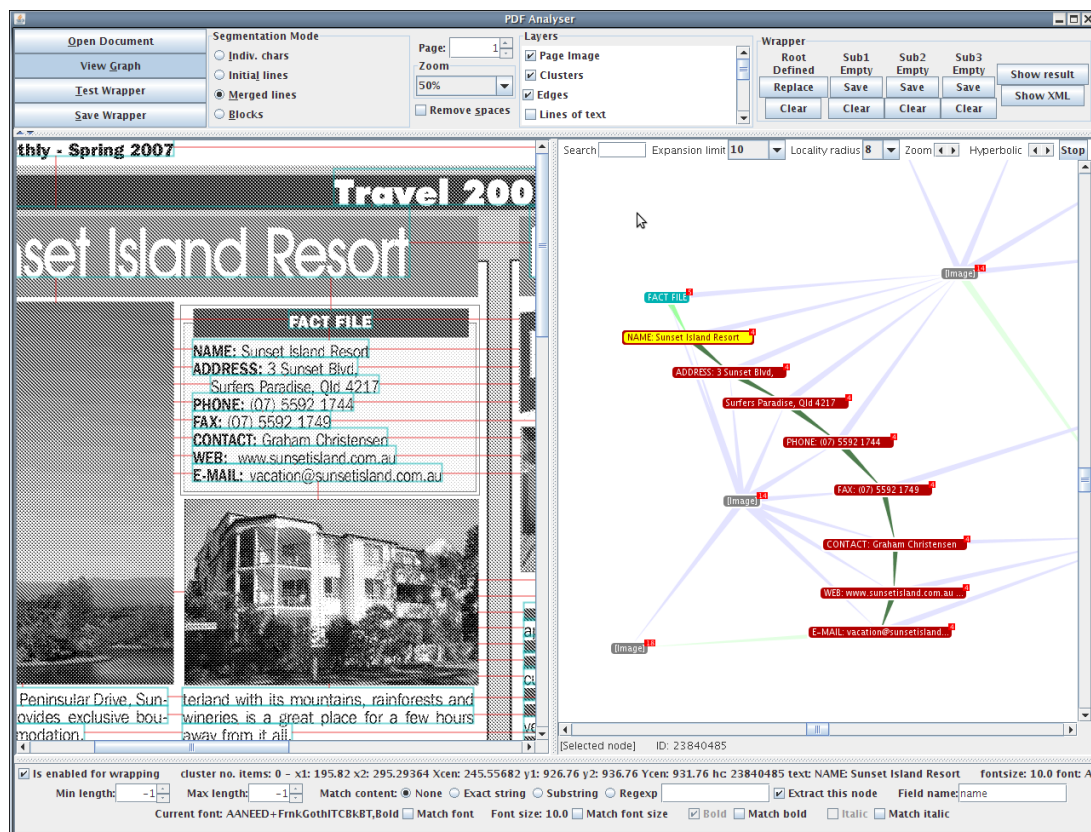 PDF Analyser
Open Document
View Graph
Test Wrapper
Save Wrapper
Segmentation Mode
Indiv. chars
Initial lines
Merged lines
Blocks
Page: 1
Zoom
50%
Remove spaces
Layers
Page Image
Clusters
Edges
Lines of text
Wrapper
Root Defined
Replace
Clear
Sub1 Empty
Save
Clear
Sub2 Empty
Save
Clear
Sub3 Empty
Save
Clear
Show result
Show XML
thly - Spring 2007
Travel 200
nset Island Resort
FACT FILE
NAME: Sunset Island Resort
ADDRESS: 3 Sunset Blvd,
Surfers Paradise, Qld 4217
PHONE: (07) 5592 1744
FAX: (07) 5592 1749
CONTACT: Graham Christensen
WEB: www.sunsetisland.com.au
E-MAIL: vacation@sunsetisland.com.au
Peninsular Drive, Sun-
ovides exclusive bou-
modation.
terland with its mountains, rainforests and
wineries is a great place for a few hours
away from it all.
Search Expansion limit 10 Locality radius 8 Zoom Hyperbolic Stop
[Image] 14
FACT FILE 5
NAME: Sunset Island Resort 4
ADDRESS: 3 Sunset Blvd, 4
Surfers Paradise, Qld 4217 4
PHONE: (07) 5592 1744 4
FAX: (07) 5592 1749 4
[Image] 14
CONTACT: Graham Christensen 4
WEB: www.sunsetisland.com.au ... 4
E-MAIL: vacation@sunsetisland... 4
[Image] 18
[Selected node] ID: 23840485
Is enabled for wrapping cluster no. items: 0 - x1: 195.82 x2: 295.29364 Xcen: 245.55682 y1: 926.76 y2: 936.76 Ycen: 931.76 hc: 23840485 text: NAME: Sunset Island Resort fontsize: 10.0 font: A
Min length: -1 Max length: -1 Match content: None Exact string Substring Regexp Extract this node Field name: name
Current font: AANEED+FrnkGothITCBkBT,Bold Match font Font size: 10.0 Match font size Bold Match bold Italic Match italic